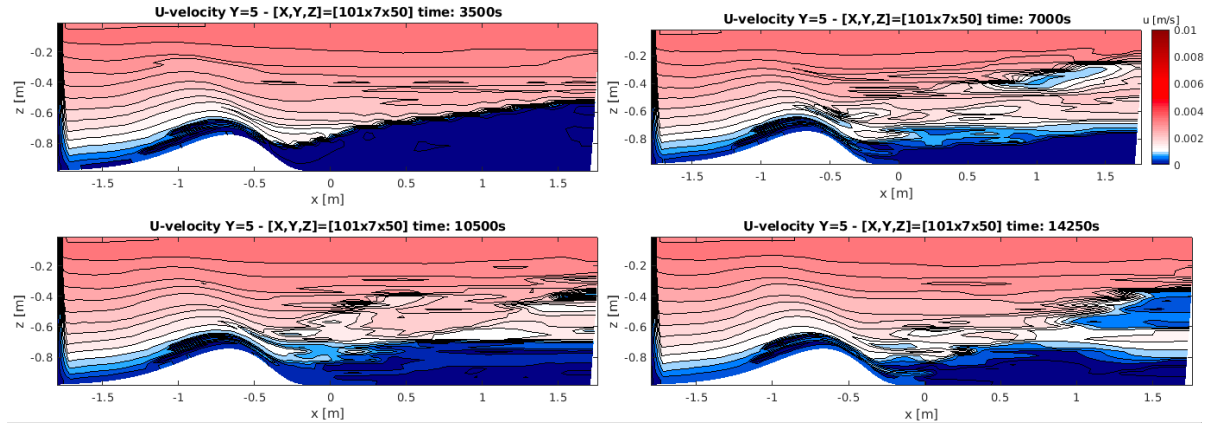 U-velocity Y=5 - [X,Y,Z]=[101x7x50] time: 3500s
-0.2
-0.4
-0.6
-0.8
z [m]
-1.5 -1 -0.5 0 0.5 1 1.5
x [m]
U-velocity Y=5 - [X,Y,Z]=[101x7x50] time: 7000s
u [m/s]
-0.2
-0.4
-0.6
-0.8
z [m]
-1.5 -1 -0.5 0 0.5 1 1.5
x [m]
0.01
0.008
0.006
0.004
0.002
0
U-velocity Y=5 - [X,Y,Z]=[101x7x50] time: 10500s
-0.2
-0.4
-0.6
-0.8
z [m]
-1.5 -1 -0.5 0 0.5 1 1.5
x [m]
U-velocity Y=5 - [X,Y,Z]=[101x7x50] time: 14250s
-0.2
-0.4
-0.6
-0.8
z [m]
-1.5 -1 -0.5 0 0.5 1 1.5
x [m]